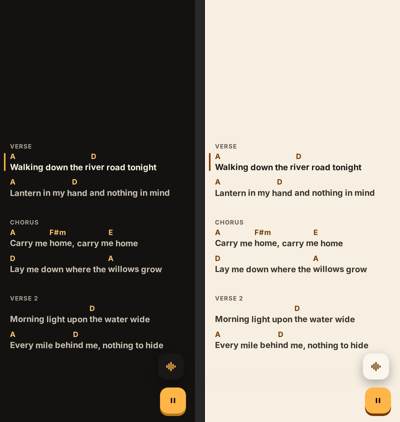 VERSE
A D
Walking down the river road tonight
A D
Lantern in my hand and nothing in mind
CHORUS
A F#m E
Carry me home, carry me home
D A
Lay me down where the willows grow
VERSE 2
D
Morning light upon the water wide
A D
Every mile behind me, nothing to hide
VERSE
A D
Walking down the river road tonight
A D
Lantern in my hand and nothing in mind
CHORUS
A F#m E
Carry me home, carry me home
D A
Lay me down where the willows grow
VERSE 2
D
Morning light upon the water wide
A D
Every mile behind me, nothing to hide